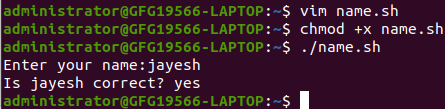 administrator@GFG19566-LAPTOP:~$ vim name.sh
administrator@GFG19566-LAPTOP:~$ chmod +x name.sh
administrator@GFG19566-LAPTOP:~$ ./name.sh
Enter your name:jayesh
Is jayesh correct? yes
administrator@GFG19566-LAPTOP:~$